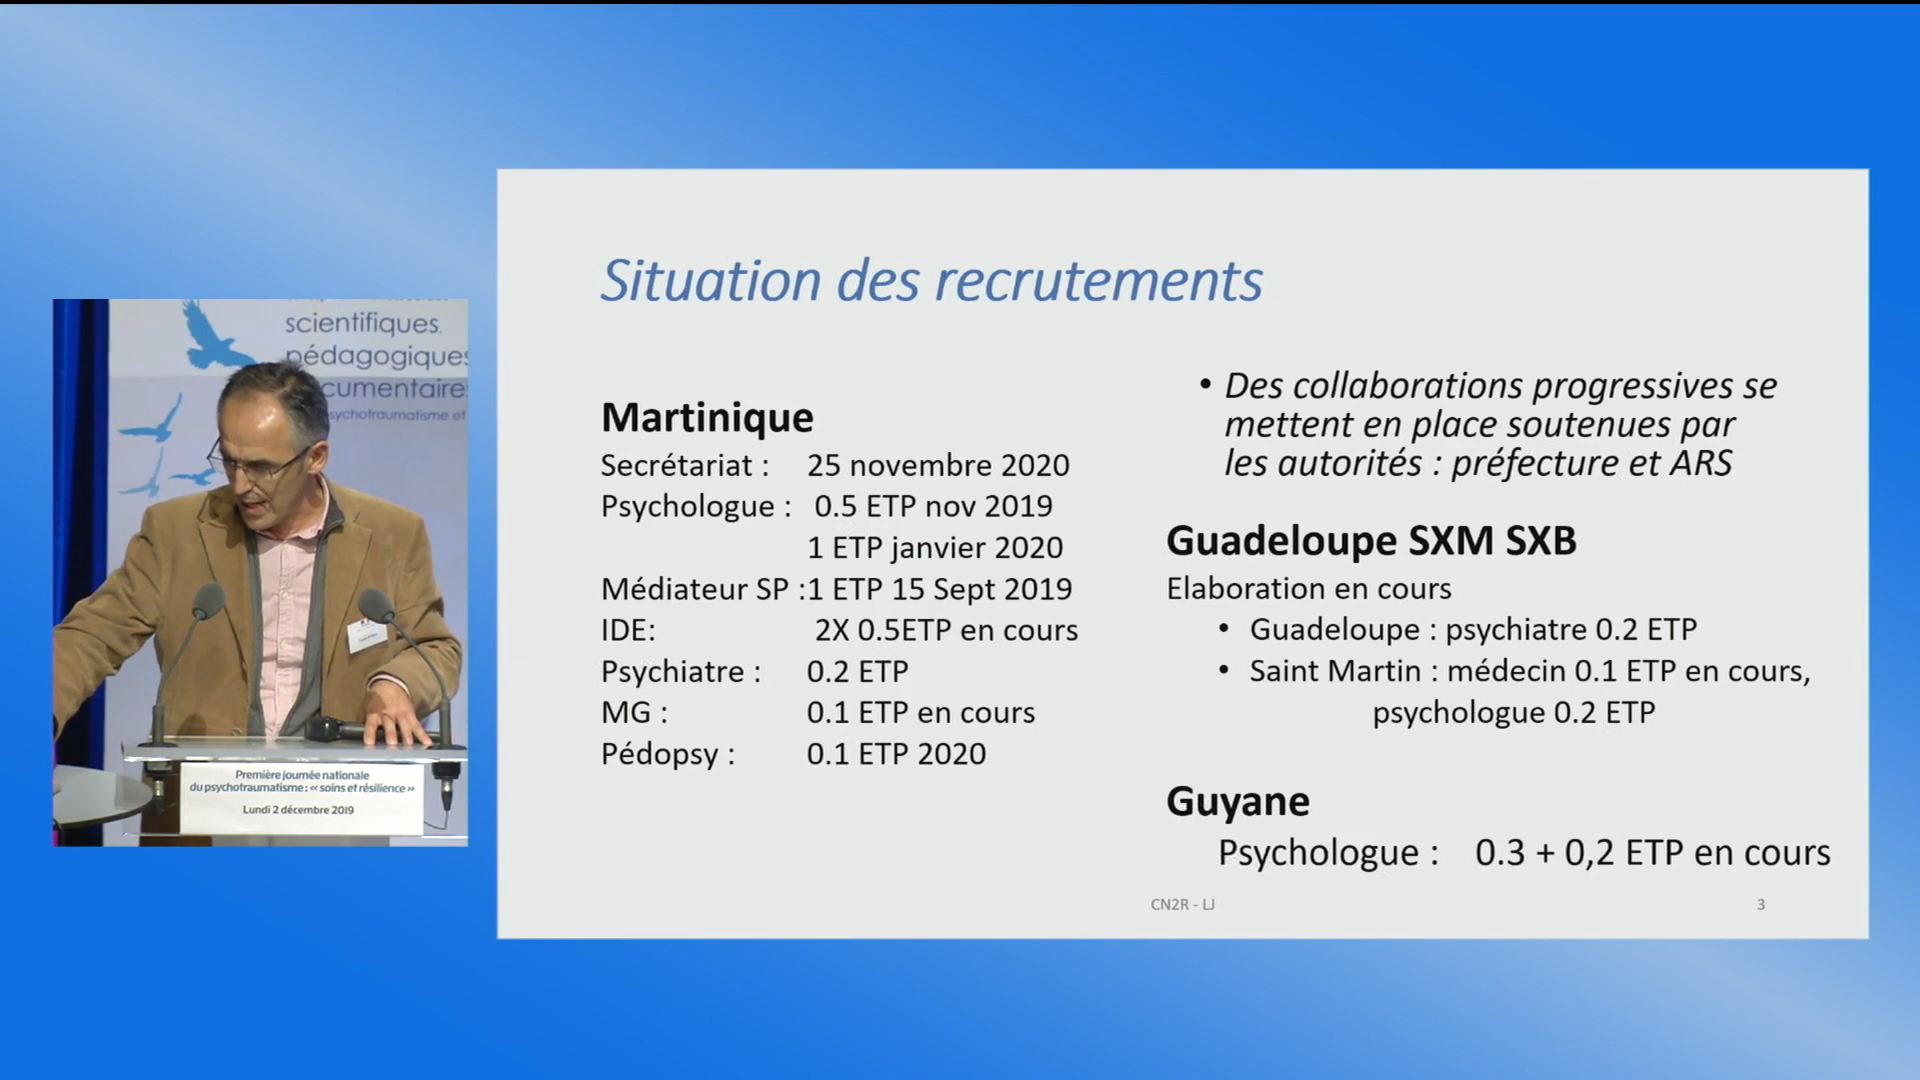 scientifiques,
pédagogiques
cumentaire
sychotraumatisme et
Première journée nationale
du psychotraumatisme : « soins et résilience »
Lundi 2 décembre 2019
Situation des recrutements
Martinique
Secrétariat : 25 novembre 2020
Psychologue : 0.5 ETP nov 2019
1 ETP janvier 2020
Médiateur SP :1 ETP 15 Sept 2019
IDE: 2X 0.5ETP en cours
Psychiatre : 0.2 ETP
MG : 0.1 ETP en cours
Pédopsy : 0.1 ETP 2020
• Des collaborations progressives se
mettent en place soutenues par
les autorités : préfecture et ARS
Guadeloupe SXM SXB
Elaboration en cours
• Guadeloupe : psychiatre 0.2 ETP
• Saint Martin : médecin 0.1 ETP en cours,
psychologue 0.2 ETP
Guyane
Psychologue : 0.3 + 0,2 ETP en cours
CN2R - LJ
3